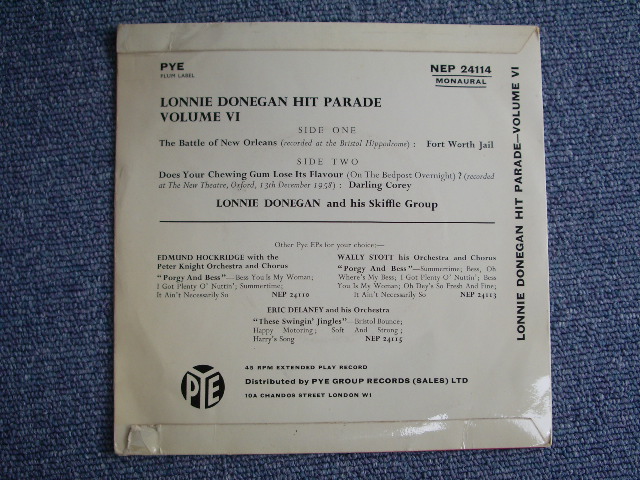 PYE
PLUM LABEL
NEP 24114
MONAURAL
LONNIE DONEGAN HIT PARADE
VOLUME VI
SIDE ONE
The Battle of New Orleans (recorded at the Bristol Hippodrome) : Fort Worth Jail
SIDE TWO
Does Your Chewing Gum Lose Its Flavour (On The Bedpost Overnight) ? (recorded
at The New Theatre, Oxford, 13th December 1958) : Darling Corey
LONNIE DONEGAN and his Skiffle Group
Other Pye EPs for your choice:—
EDMUND HOCKRIDGE with the
Peter Knight Orchestra and Chorus
"Porgy And Bess"—Bess You Is My Woman;
I Got Plenty O' Nuttin'; Summertime;
It Ain't Necessarily So NEP 24110
WALLY STOTT his Orchestra and Chorus
"Porgy And Bess"—Summertime; Bess, Oh
Where's My Bess; I Got Plenty O' Nuttin'; Bess
You Is My Woman; Oh Dey's So Fresh And Fine;
It Ain't Necessarily So NEP 24113
ERIC DELANEY and his Orchestra
"These Swingin' Jingles"—Bristol Bounce;
Happy Motoring; Soft And Strong;
Harry's Song NEP 24115
PYE
45 RPM EXTENDED PLAY RECORD
Distributed by PYE GROUP RECORDS (SALES) LTD
10A CHANDOS STREET LONDON W1
LONNIE DONEGAN HIT PARADE—VOLUME VI